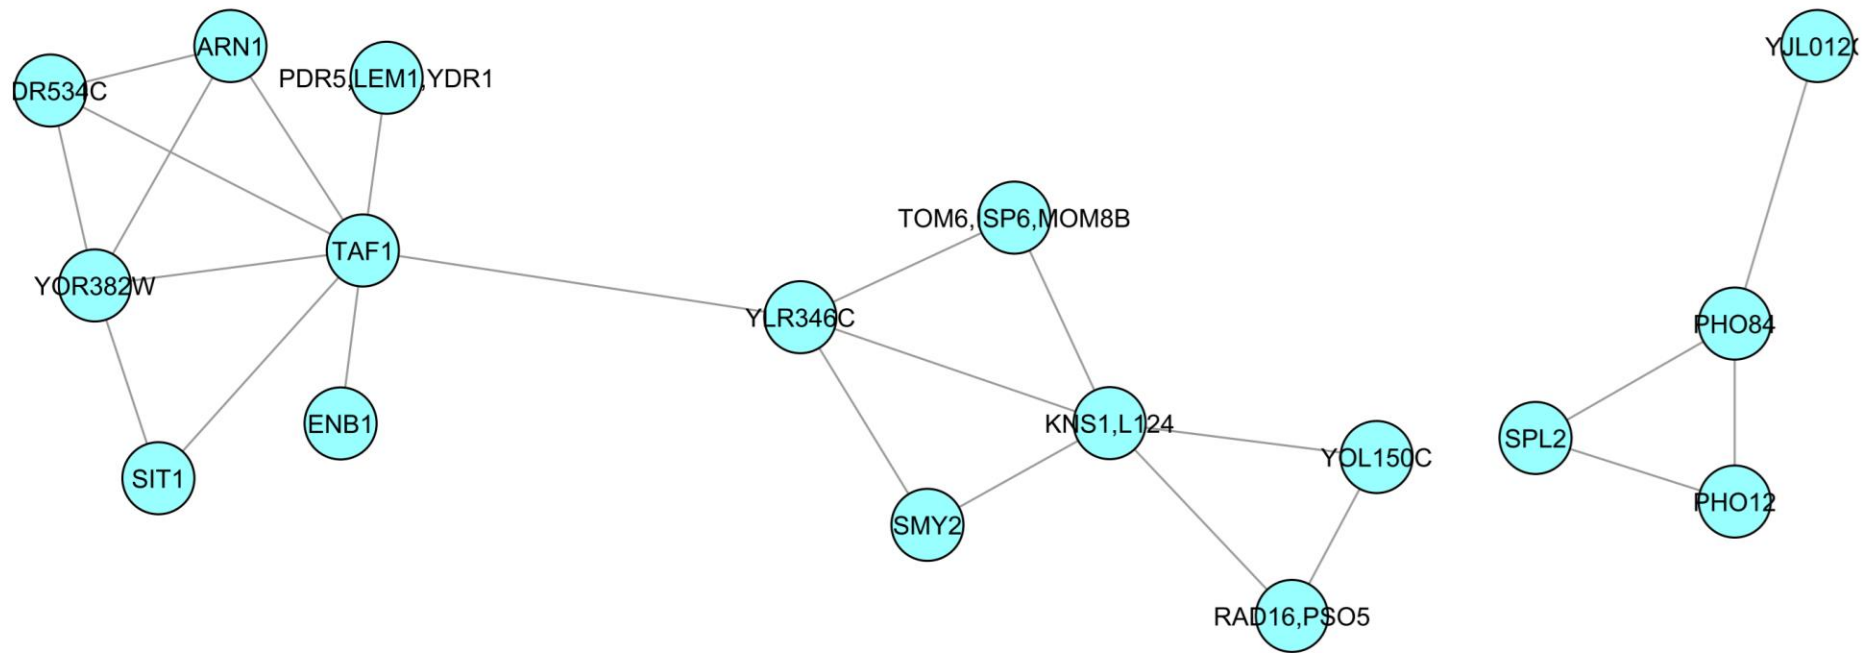 ARN1
YJL012C
PDR5,LEM1,YDR1
DR534C
TOM6,ISP6,MOM8B
TAF1
YOR382W
YLR346C
PHO84
ENB1
KNS1,L124
SPL2
YOL150C
SIT1
PHO12
SMY2
RAD16,PSO5